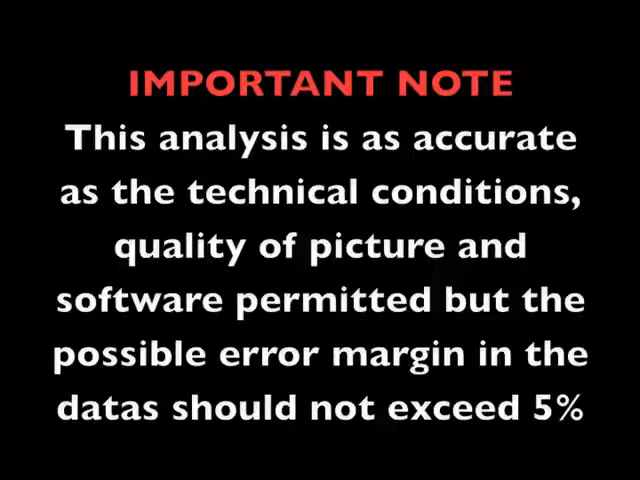 IMPORTANT NOTE
This analysis is as accurate
as the technical conditions,
quality of picture and
software permitted but the
possible error margin in the
datas should not exceed 5%